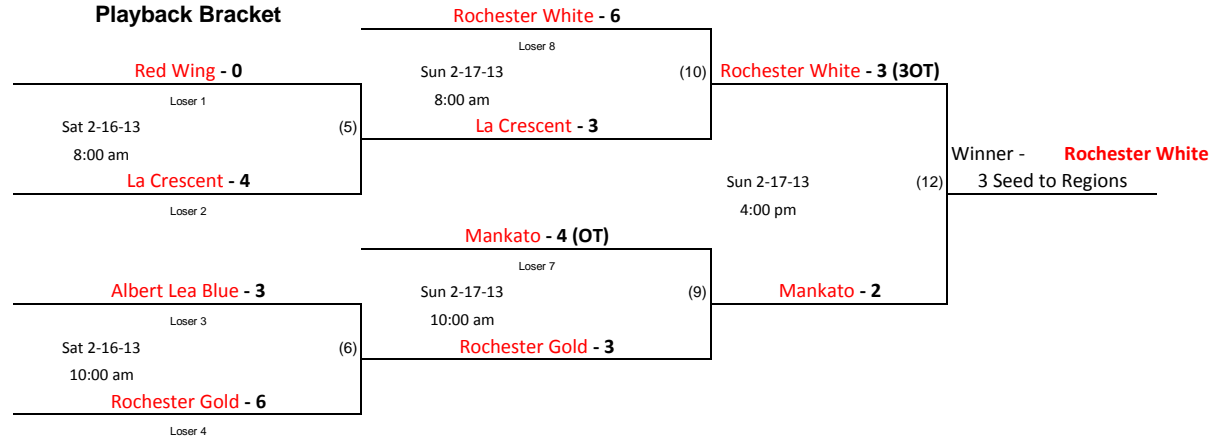 Playback Bracket
Rochester White - 6
Loser 8
Red Wing - 0
Sun 2-17-13
(10)
Rochester White - 3 (3OT)
Loser 1
8:00 am
Sat 2-16-13
(5)
La Crescent - 3
8:00 am
Winner - Rochester White
La Crescent - 4
Sun 2-17-13
(12)
3 Seed to Regions
Loser 2
4:00 pm
Mankato - 4 (OT)
Loser 7
Albert Lea Blue - 3
Sun 2-17-13
(9)
Mankato - 2
Loser 3
10:00 am
Sat 2-16-13
(6)
Rochester Gold - 3
10:00 am
Rochester Gold - 6
Loser 4